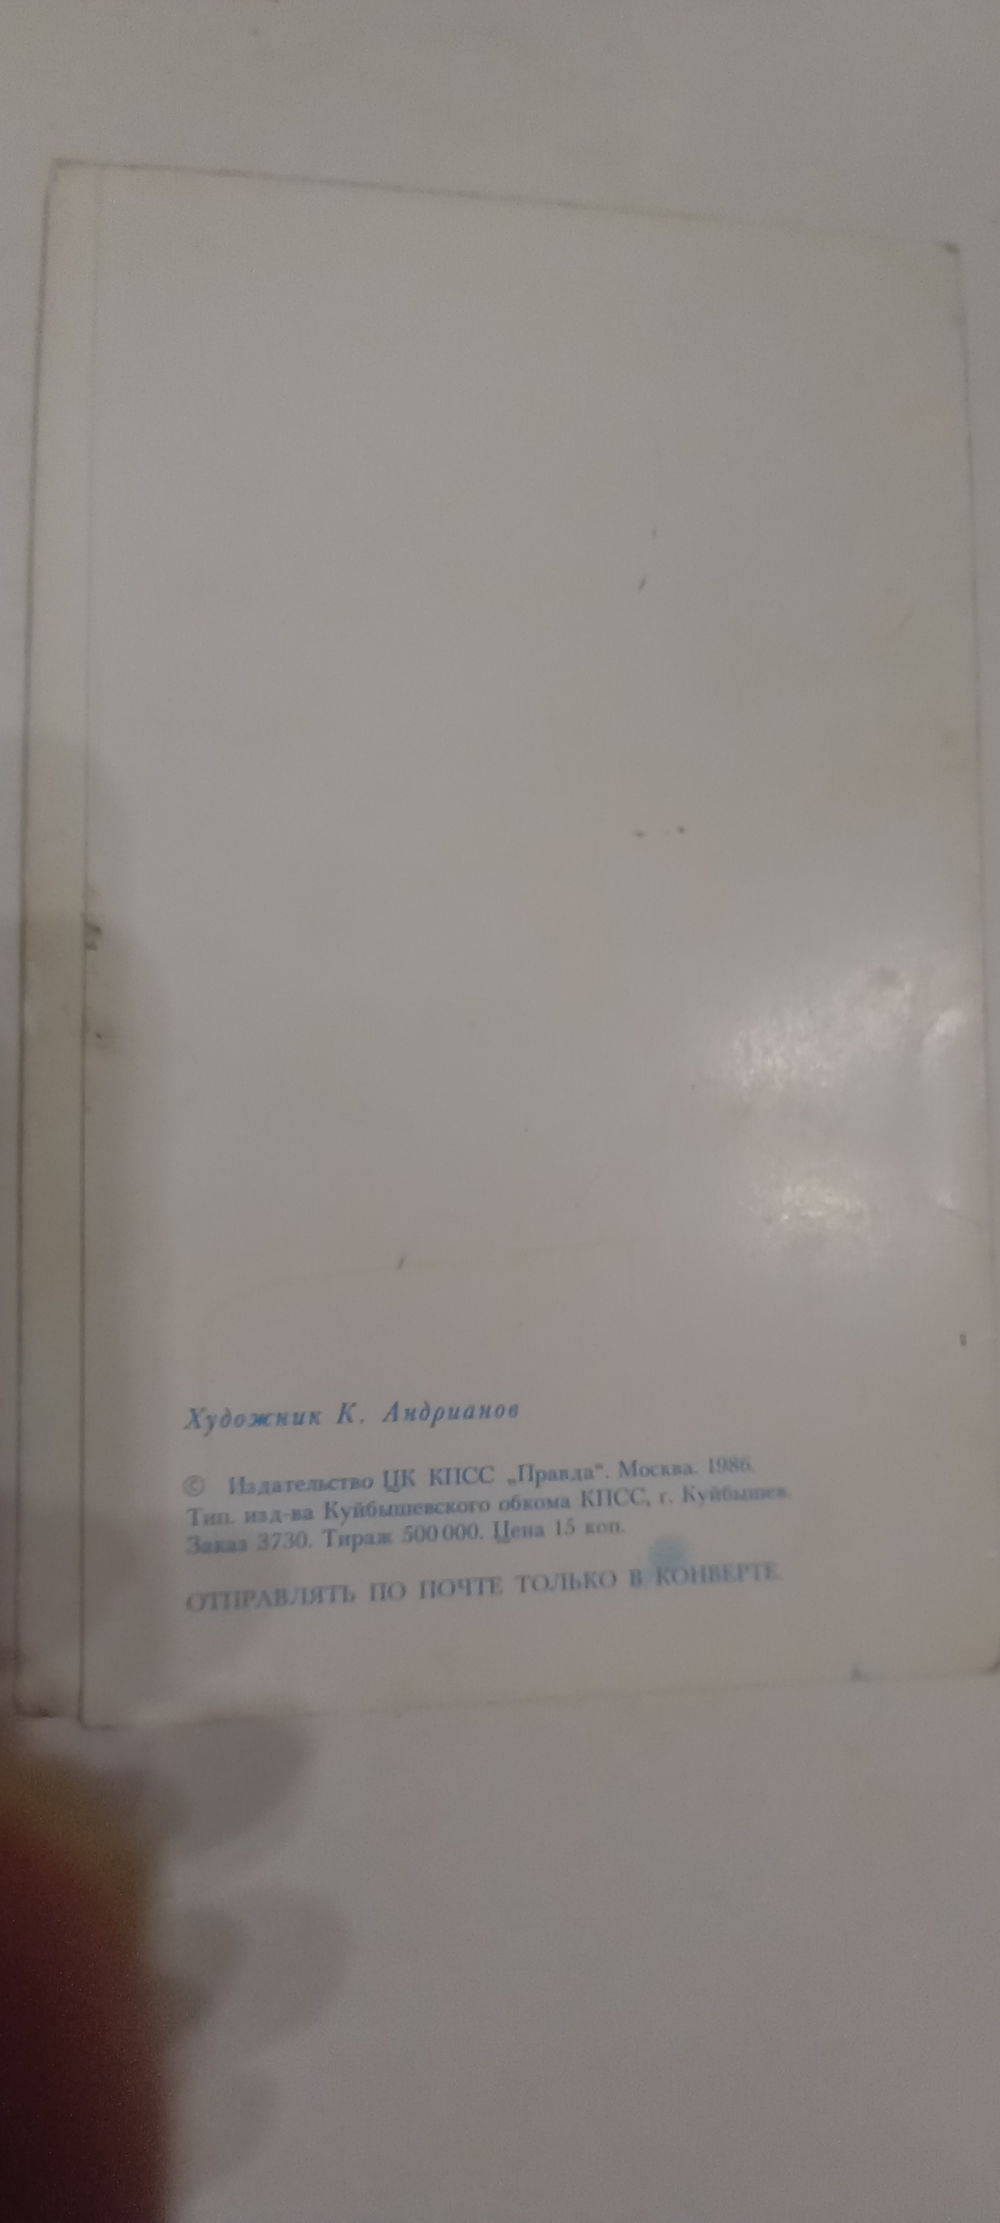 Художник К. Андрианов
© Издательство ЦК КПСС „Правда“. Москва. 1986.
Тип. изд-ва Куйбышевского обкома КПСС, г. Куйбышев.
Заказ 3730. Тираж 500 000. Цена 15 коп.
ОТПРАВЛЯТЬ ПО ПОЧТЕ ТОЛЬКО В КОНВЕРТЕ